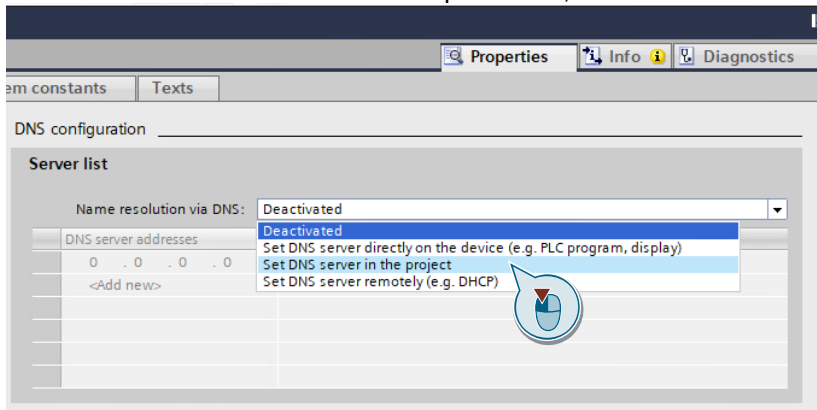 Properties Info Diagnostics
em constants Texts
DNS configuration
Server list
Name resolution via DNS: Deactivated
DNS server addresses
Deactivated
Set DNS server directly on the device (e.g. PLC program, display)
0 .0 .0 .0
Set DNS server in the project
<Add new>
Set DNS server remotely (e.g. DHCP)